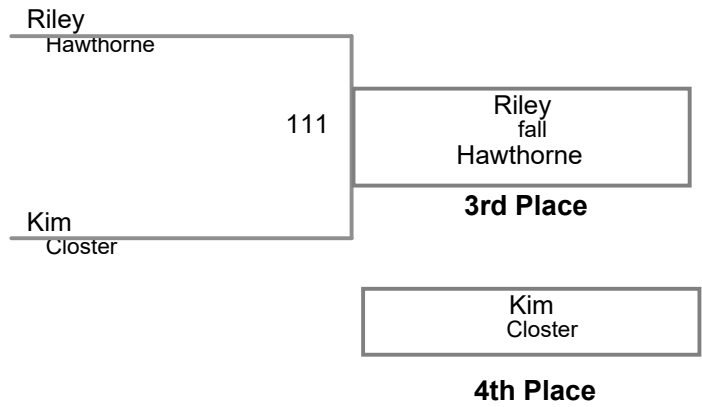 Riley
Hawthorne
111
Riley
fall
Hawthorne
3rd Place
Kim
Closter
Kim
Closter
4th Place